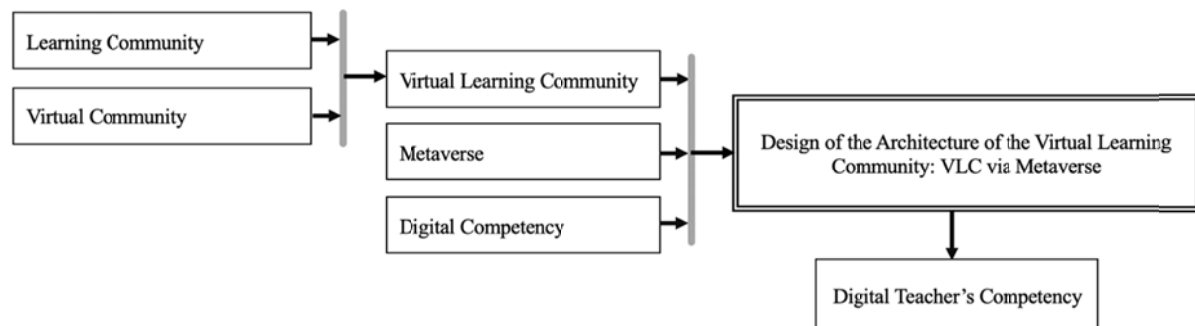 Learning Community
Virtual Community
Virtual Learning Community
Metaverse
Digital Competency
Design of the Architecture of the Virtual Learning
Community: VLC via Metaverse
Digital Teacher's Competency